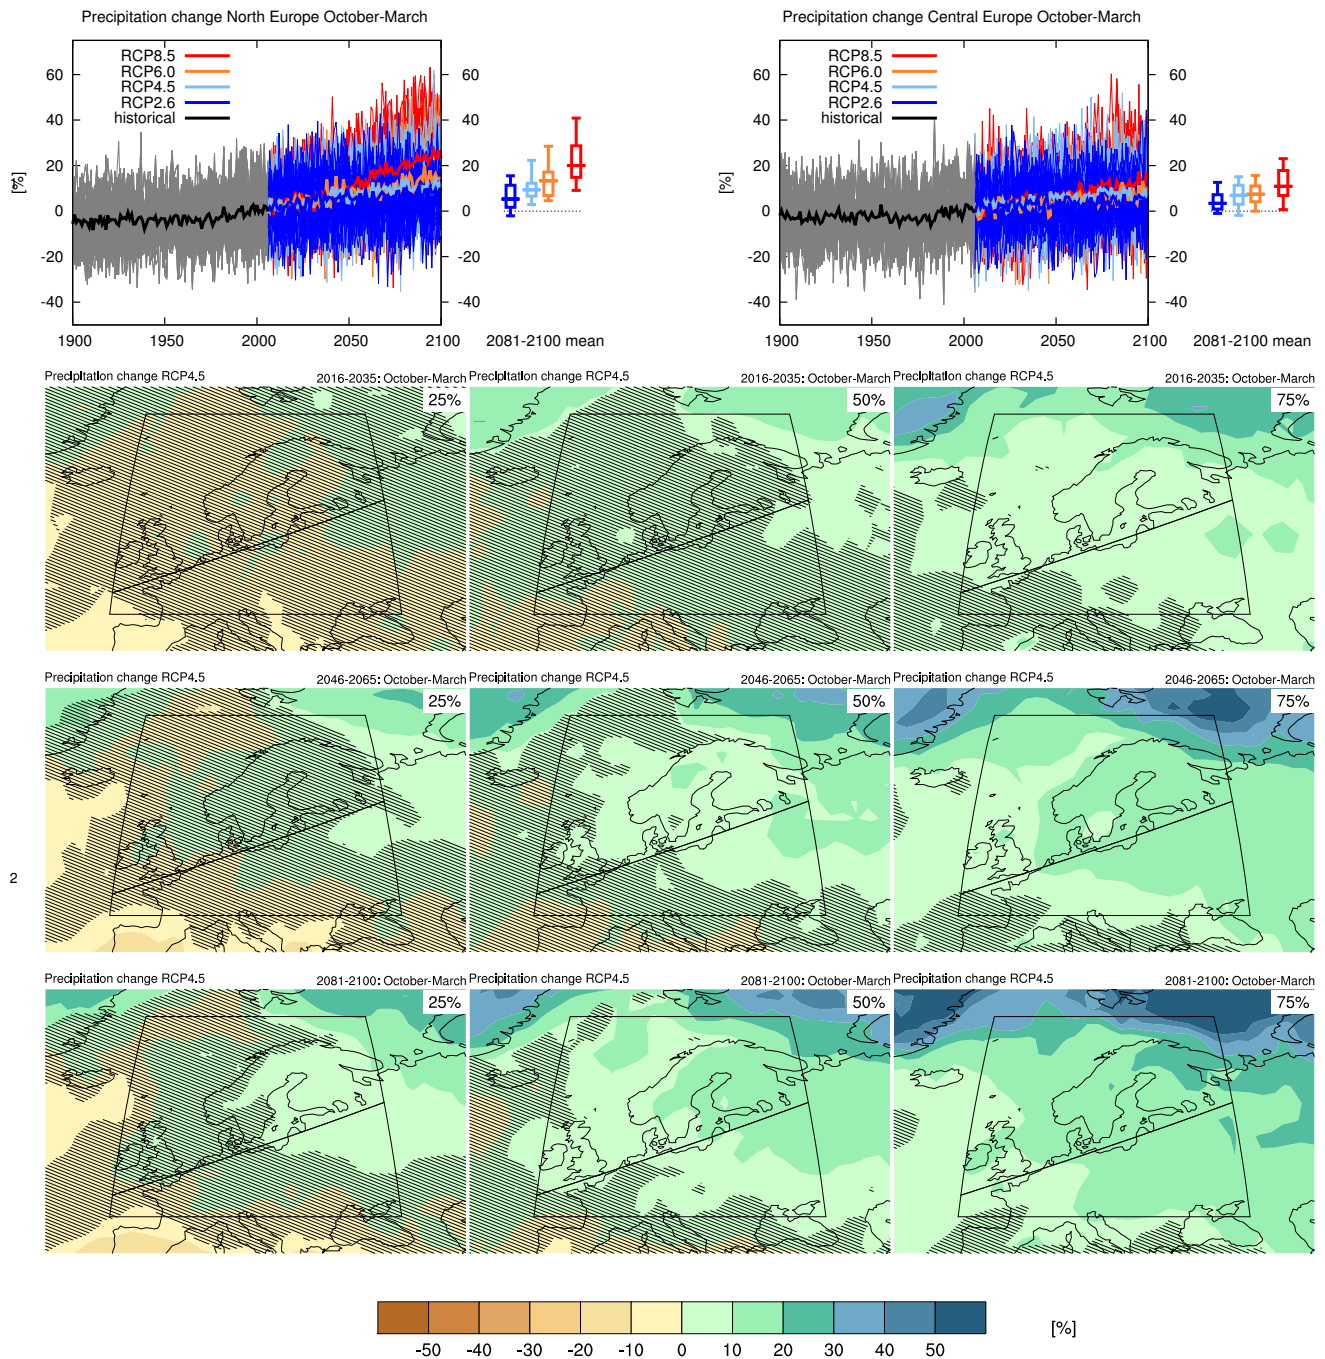 Precipitation change North Europe October-March
Precipitation change Central Europe October-March
RCP8.5
RCP6.0
RCP4.5
RCP2.6
historical
[%]
60
40
20
0
-20
-40
60
40
20
0
-20
-40
1900
1950
2000
2050
2100
2081-2100 mean
RCP8.5
RCP6.0
RCP4.5
RCP2.6
historical
[%]
60
40
20
0
-20
-40
60
40
20
0
-20
-40
1900
1950
2000
2050
2100
2081-2100 mean
Precipitation change RCP4.5
2016-2035: October-March
25%
Precipitation change RCP4.5
2016-2035: October-March
50%
Precipitation change RCP4.5
2016-2035: October-March
75%
Precipitation change RCP4.5
2046-2065: October-March
25%
Precipitation change RCP4.5
2046-2065: October-March
50%
Precipitation change RCP4.5
2046-2065: October-March
75%
2
Precipitation change RCP4.5
2081-2100: October-March
25%
Precipitation change RCP4.5
2081-2100: October-March
50%
Precipitation change RCP4.5
2081-2100: October-March
75%
-50 -40 -30 -20 -10 0 10 20 30 40 50
[%]